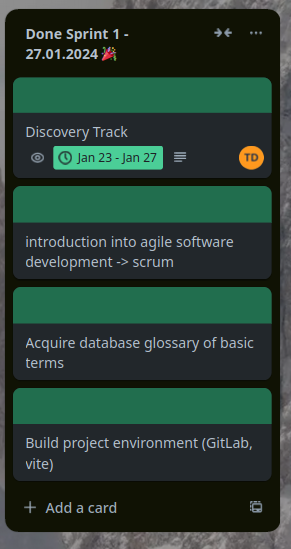 Done Sprint 1 -
27.01.2024 🎉
Discovery Track
Jan 23 - Jan 27
TD
introduction into agile software
development -> scrum
Acquire database glossary of basic
terms
Build project environment (GitLab,
vite)
+ Add a card